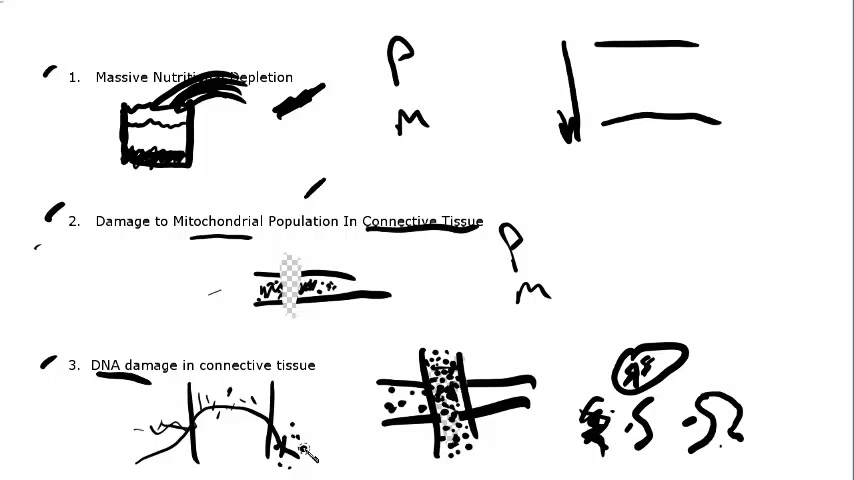 P
1. Massive Nutritional Depletion
M
2. Damage to Mitochondrial Population In Connective Tissue
P
M
3. DNA damage in connective tissue